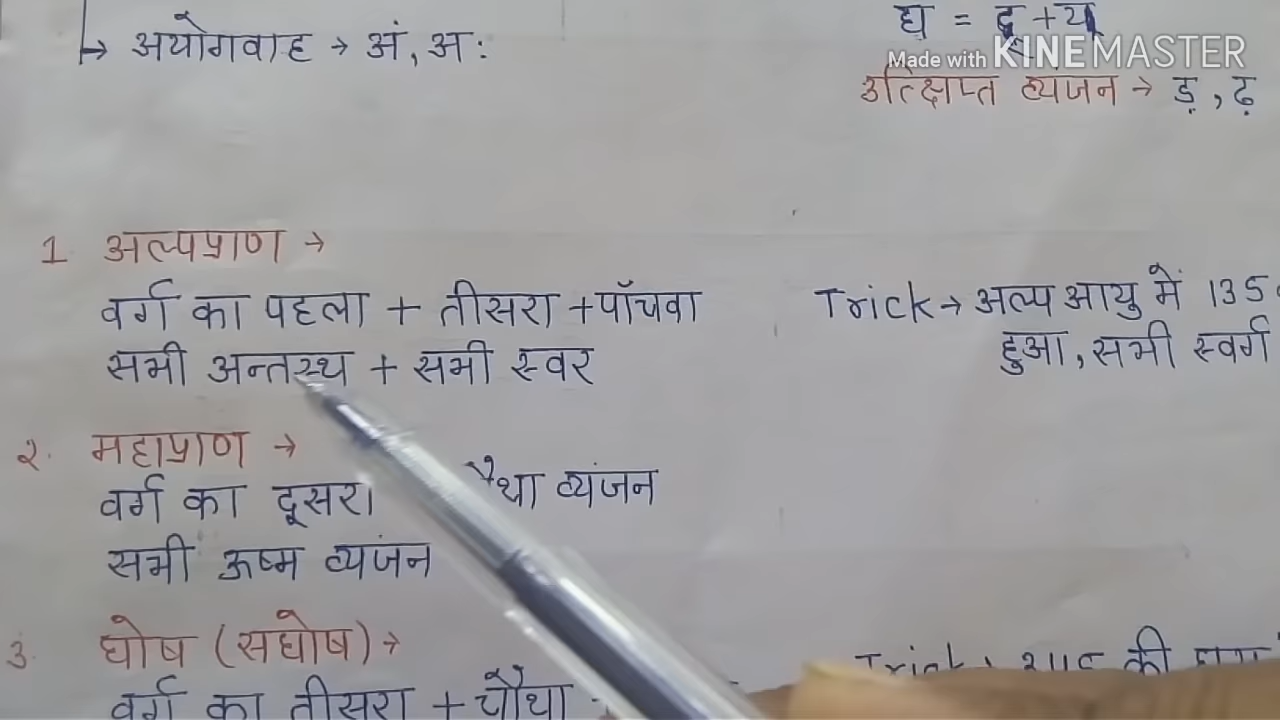 → अयोगवाह → अं, अः
द्य = द्+य्
Made with KINEMASTER
उत्क्षिप्त व्यंजन → ड़, ढ़
1 अल्पप्राण →
वर्ग का पहला + तीसरा +पाँचवा
सभी अन्तस्थ + सभी स्वर
Trick → अल्प आयु में 135
हुआ, सभी स्वर्ग
२. महाप्राण →
वर्ग का दूसरा व्यंजन
सभी ऊष्म व्यंजन
3. घोष (सघोष) →
वर्ग का तीसरा + चौथा
की